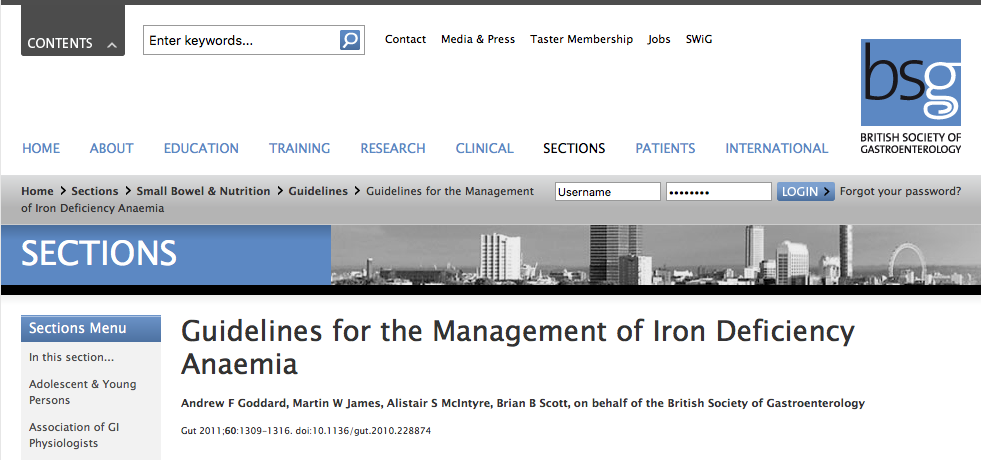 CONTENTS
Enter keywords...
Contact Media & Press Taster Membership Jobs SWiG
bsg
BRITISH SOCIETY OF
GASTROENTEROLOGY
HOME ABOUT EDUCATION TRAINING RESEARCH CLINICAL SECTIONS PATIENTS INTERNATIONAL
Home > Sections > Small Bowel & Nutrition > Guidelines > Guidelines for the Management
of Iron Deficiency Anaemia
Username •••••••• LOGIN > Forgot your password?
SECTIONS
Sections Menu
In this section...
Adolescent & Young
Persons
Association of GI
Physiologists
Guidelines for the Management of Iron Deficiency
Anaemia
Andrew F Goddard, Martin W James, Alistair S McIntyre, Brian B Scott, on behalf of the British Society of Gastroenterology
Gut 2011;60:1309-1316. doi:10.1136/gut.2010.228874